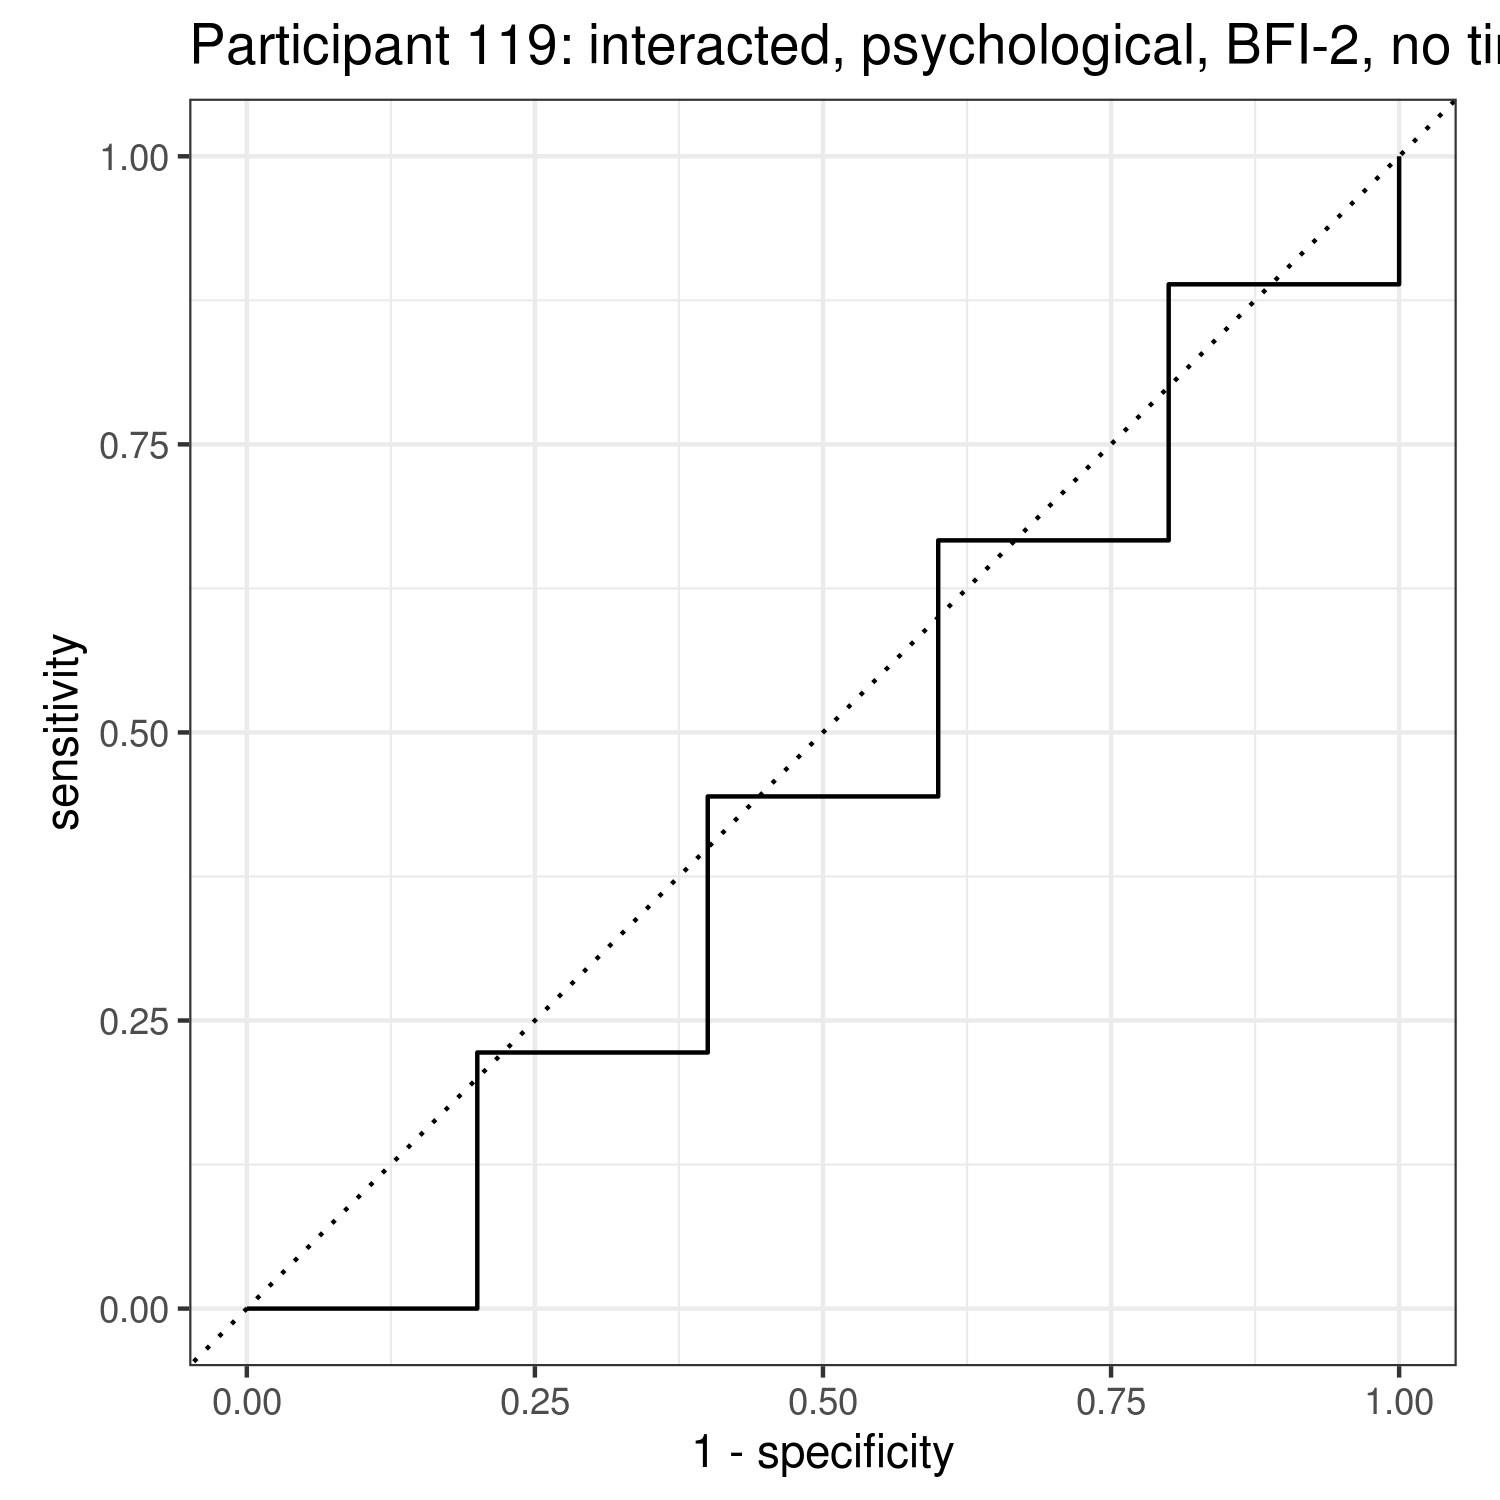 Participant 119: interacted, psychological, BFI-2, no
1.00
0.75
0.50
0.25
0.00
sensitivity
0.00 0.25 0.50 0.75 1.00
1 - specificity